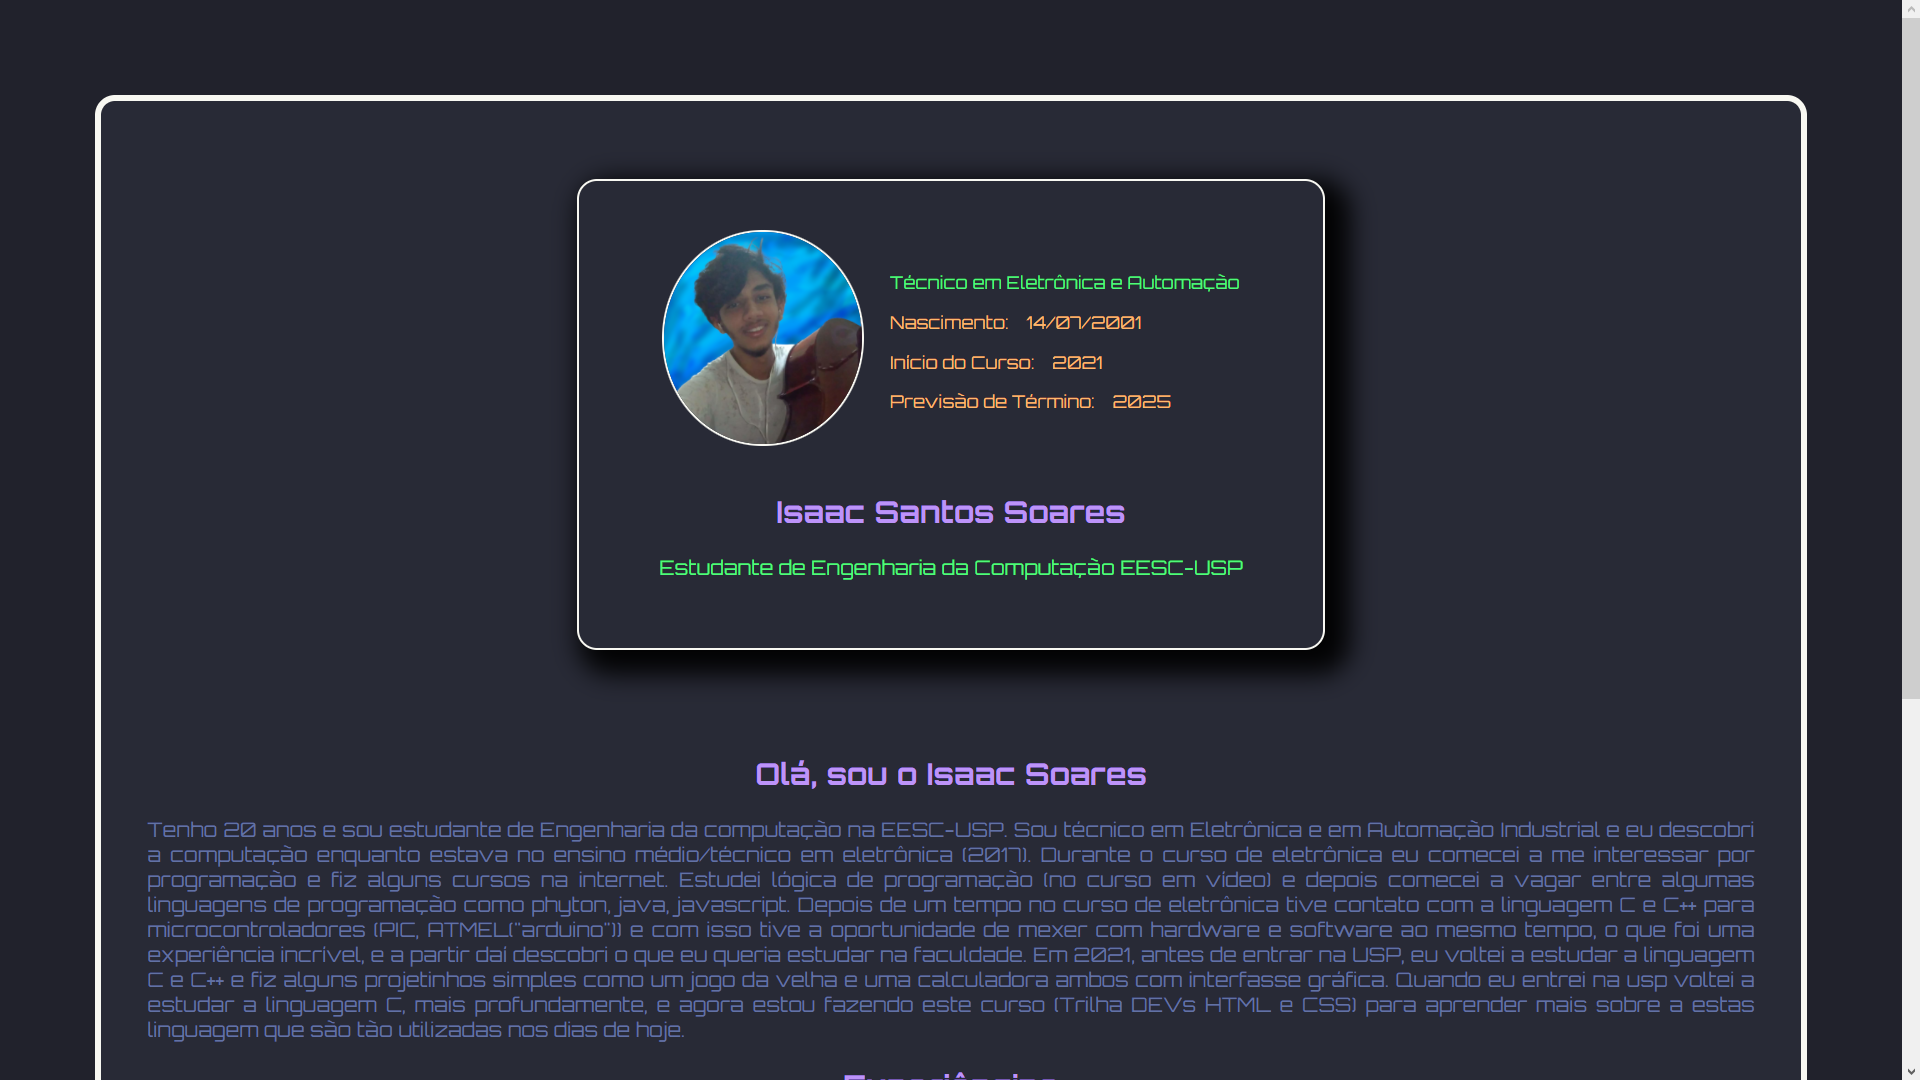 Técnico em Eletrônica e Automação
Nascimento: 14/07/2001
Início do Curso: 2021
Previsão de Término: 2025
Isaac Santos Soares
Estudante de Engenharia da Computação EESC-USP
Olá, sou o Isaac Soares
Tenho 20 anos e sou estudante de Engenharia da computação na EESC-USP. Sou técnico em Eletrônica e em Automação Industrial e eu descobri
a computação enquanto estava no ensino médio/técnico em eletrônica (2017). Durante o curso de eletrônica eu comecei a me interessar por
programação e fiz alguns cursos na internet. Estudei lógica de programação (no curso em vídeo) e depois comecei a vagar entre algumas
linguagens de programação como phyton, java, javascript. Depois de um tempo no curso de eletrônica tive contato com a linguagem C e C++ para
microcontroladores (PIC, ATMEL("arduino")) e com isso tive a oportunidade de mexer com hardware e software ao mesmo tempo, o que foi uma
experiência incrível, e a partir daí descobri o que eu queria estudar na faculdade. Em 2021, antes de entrar na USP, eu voltei a estudar a linguagem
C e C++ e fiz alguns projetinhos simples como um jogo da velha e uma calculadora ambos com interfasse gráfica. Quando eu entrei na usp voltei a
estudar a linguagem C, mais profundamente, e agora estou fazendo este curso (Trilha DEVs HTML e CSS) para aprender mais sobre a estas
linguagem que são tão utilizadas nos dias de hoje.